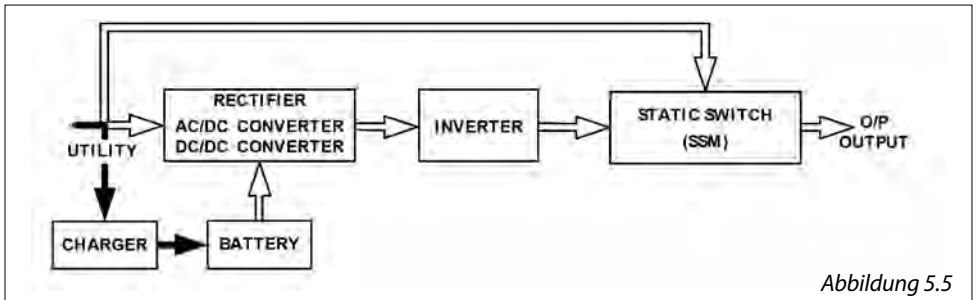 RECTIFIER
AC/DC CONVERTER
DC/DC CONVERTER
INVERTER
STATIC SWITCH
(SSM)
O/P
OUTPUT
UTILITY
CHARGER
BATTERY
Abbildung 5.5